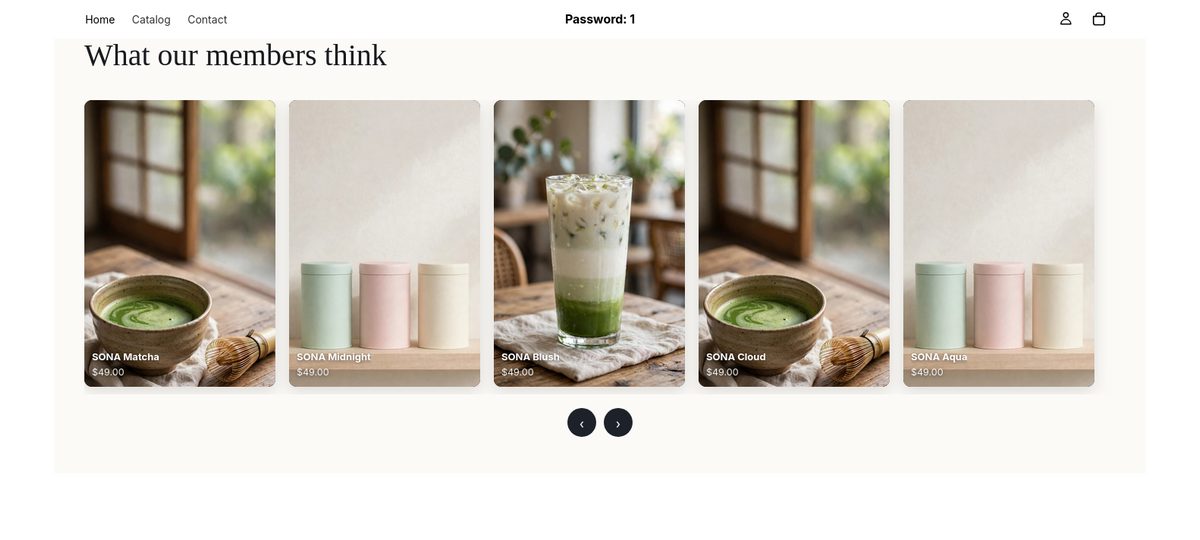 Home Catalog Contact Password: 1
What our members think
SONA Matcha
$49.00
SONA Midnight
$49.00
SONA Blush
$49.00
SONA Cloud
$49.00
SONA Aqua
$49.00
‹ ›